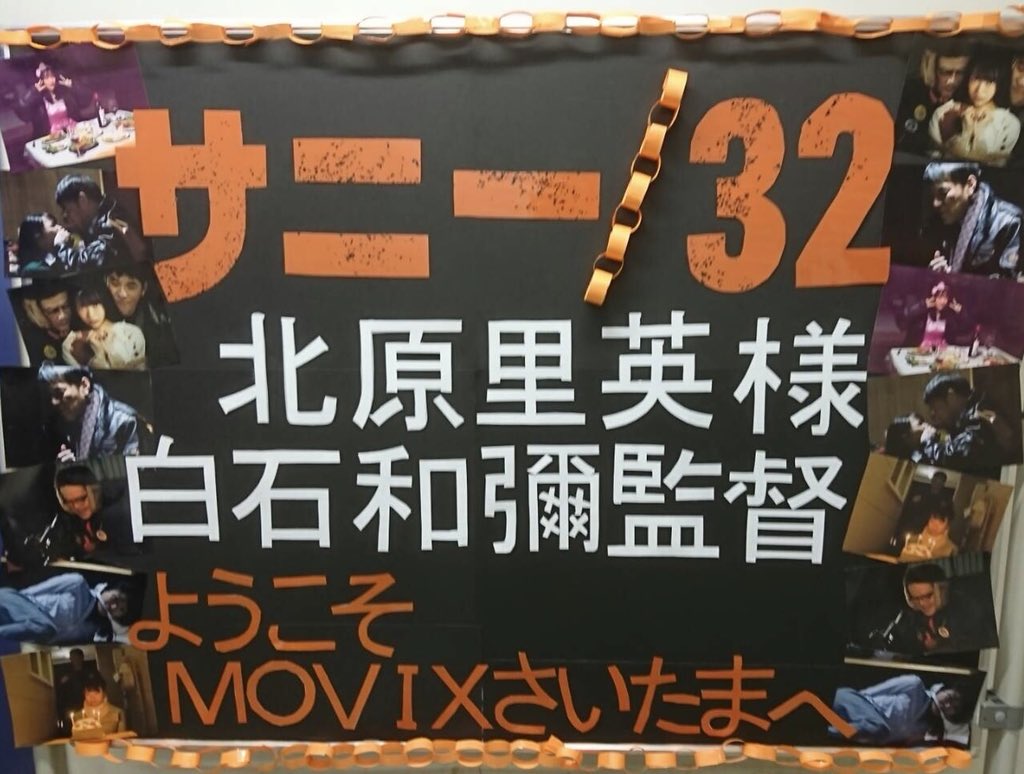 サニー/32
北原里英様
白石和彌監督
ようこそ
MOVIXさいたまへ